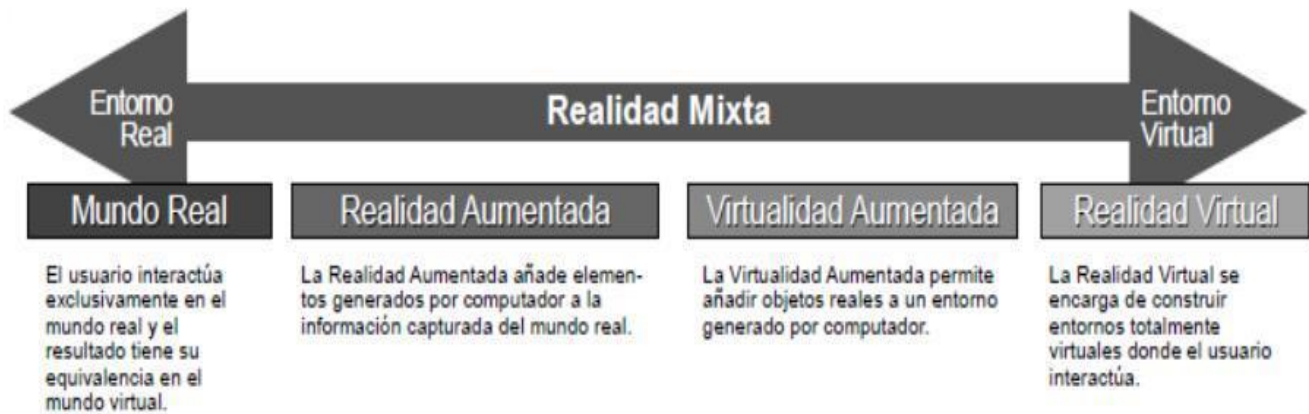 Entorno
Real
Realidad Mixta
Entorno
Virtual
Mundo Real
El usuario interactúa
exclusivamente en el
mundo real y el
resultado tiene su
equivalencia en el
mundo virtual.
Realidad Aumentada
La Realidad Aumentada añade elemen-
tos generados por computador a la
información capturada del mundo real.
Virtualidad Aumentada
La Virtualidad Aumentada permite
añadir objetos reales a un entorno
generado por computador.
Realidad Virtual
La Realidad Virtual se
encarga de construir
entornos totalmente
virtuales donde el usuario
interactúa.